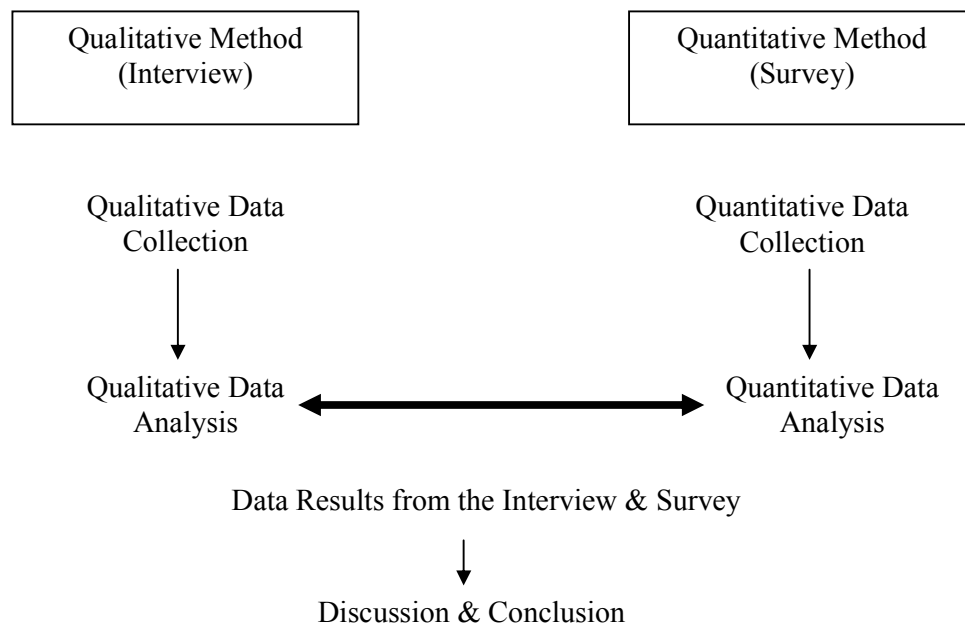 Qualitative Method
(Interview)
Quantitative Method
(Survey)
Qualitative Data
Collection
Quantitative Data
Collection
Qualitative Data
Analysis
Quantitative Data
Analysis
Data Results from the Interview & Survey
Discussion & Conclusion